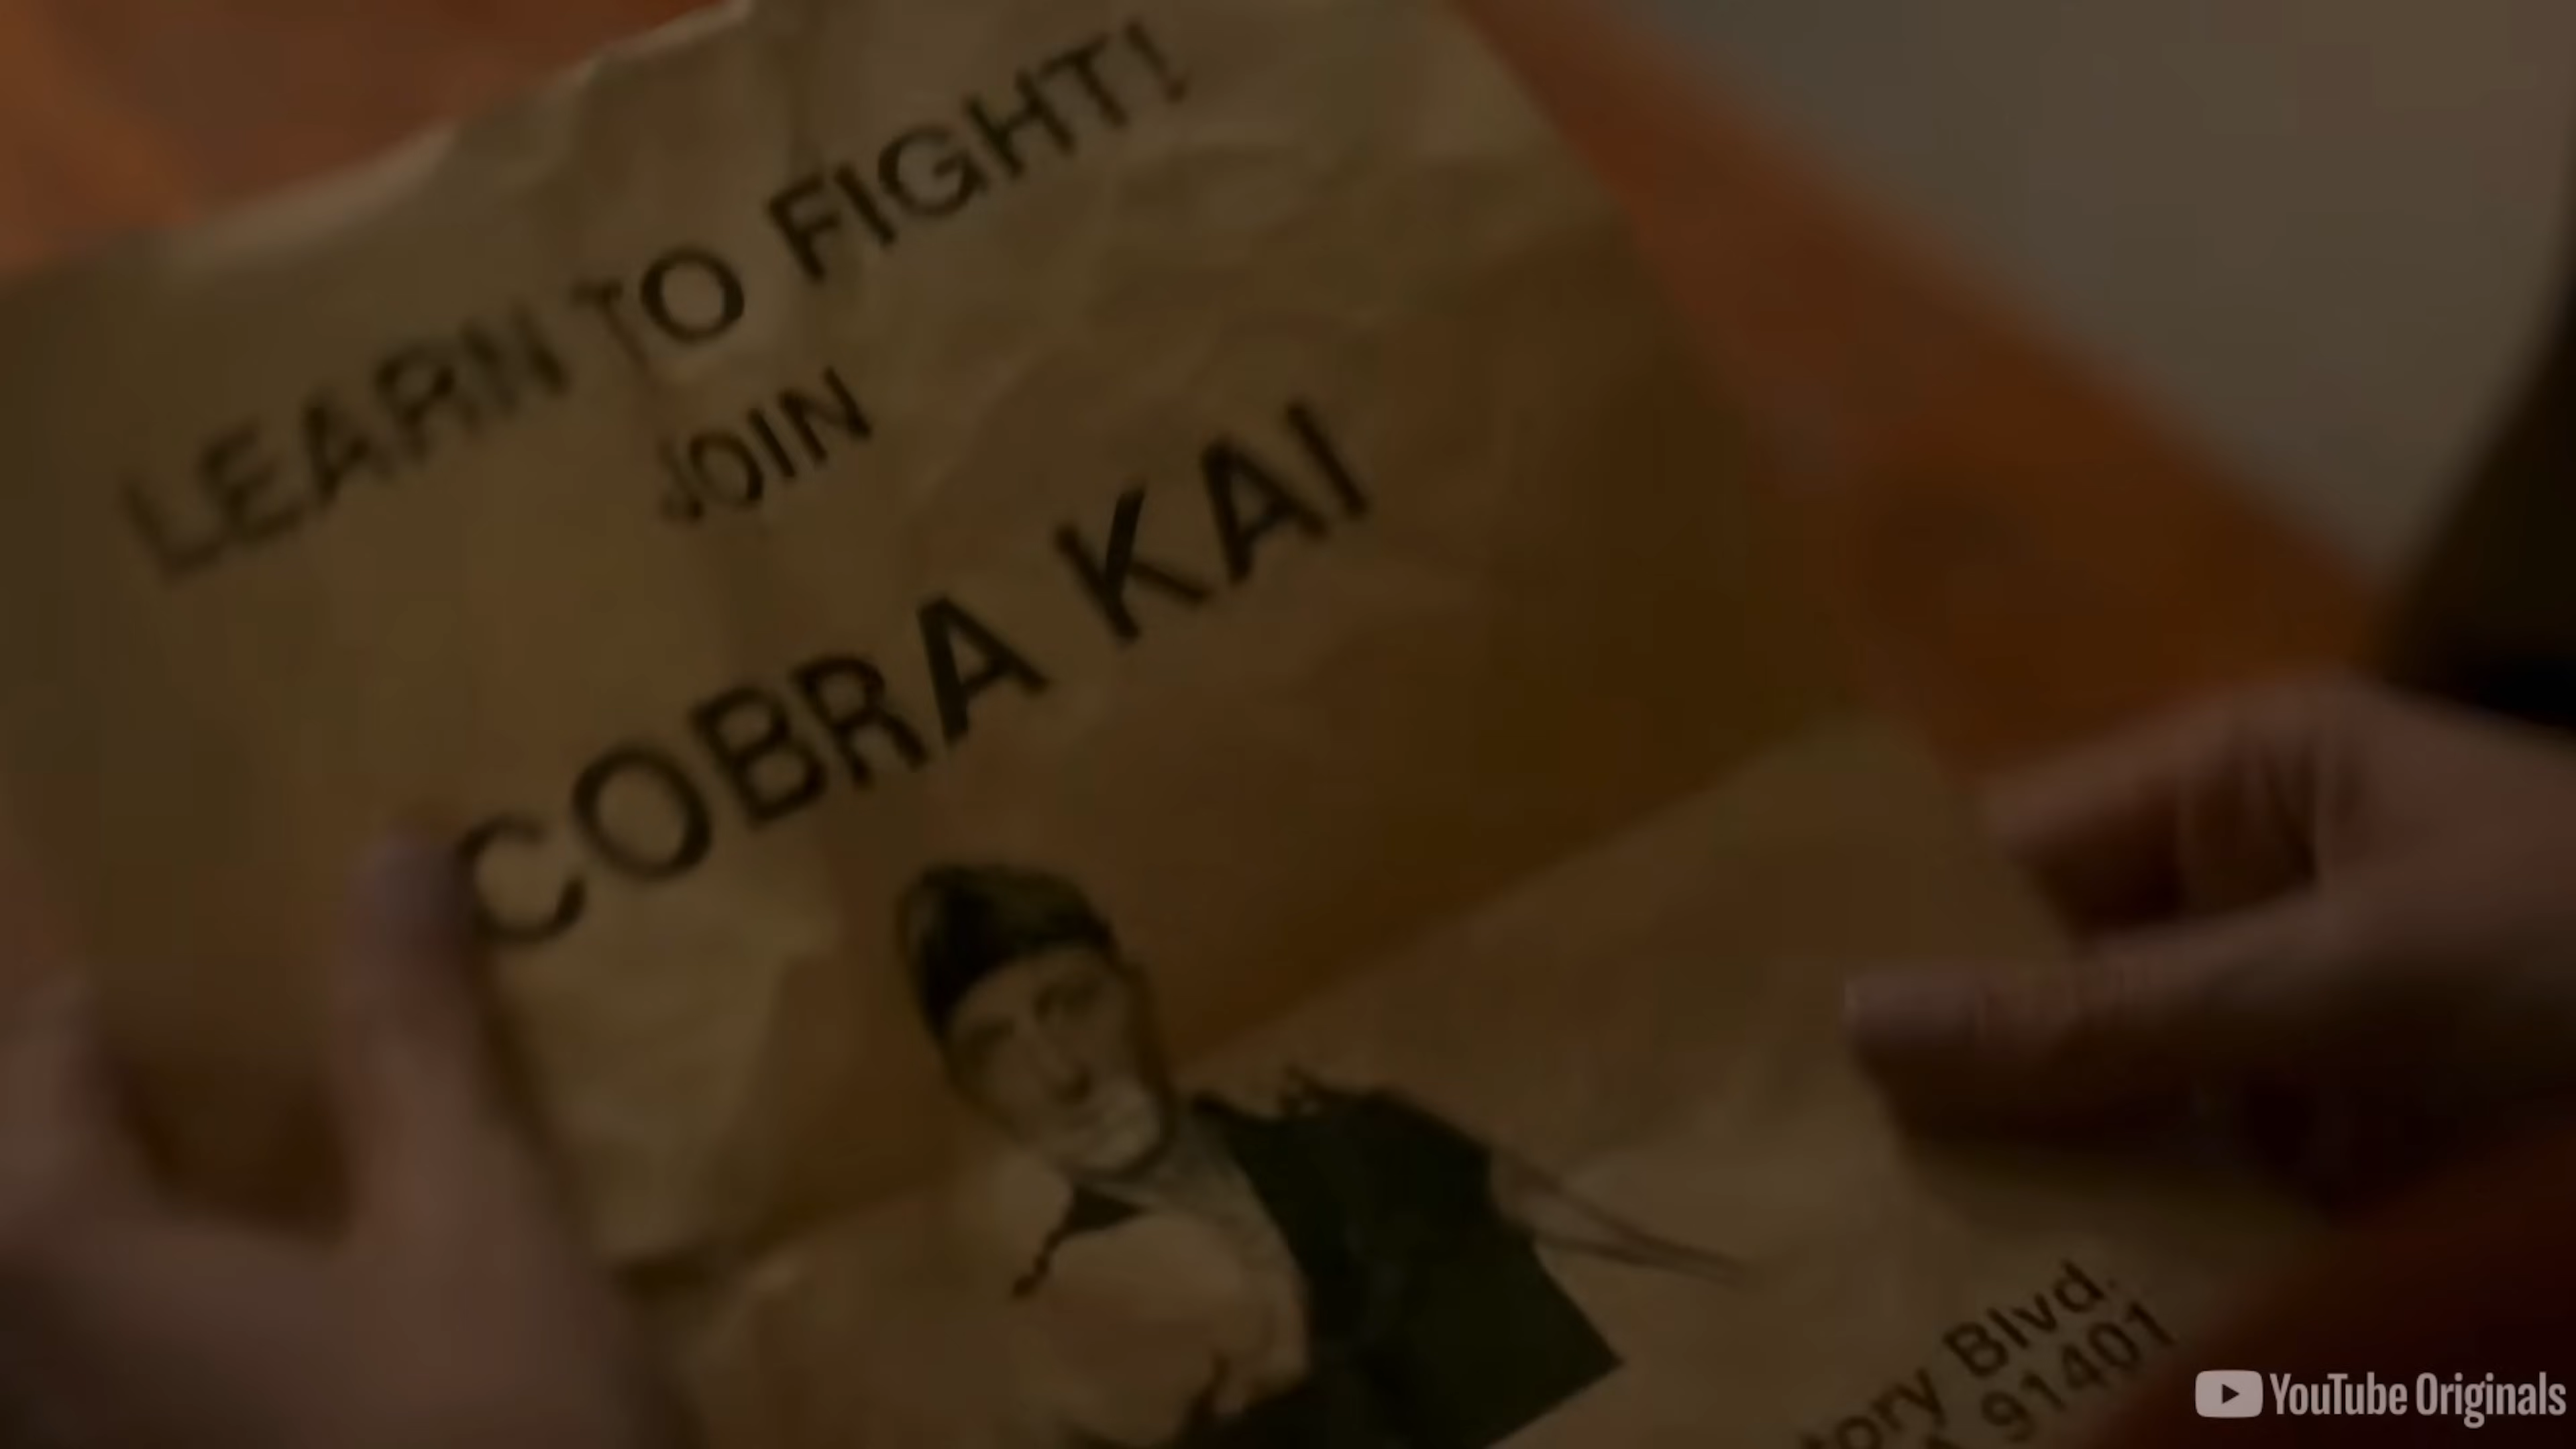 LEARN TO FIGHT!
JOIN
COBRA KAI
Blvd.
91401
YouTube Originals